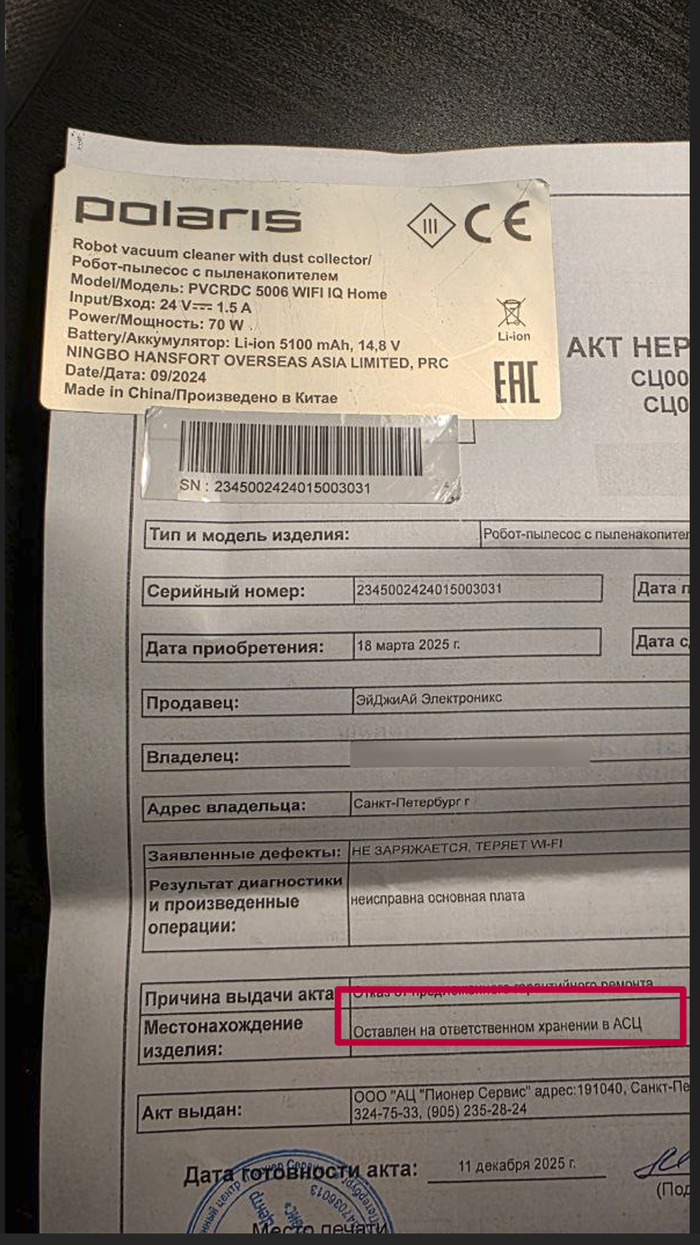 polaris
CE
Robot vacuum cleaner with dust collector/
Робот-пылесос с пыленакопителем
Model/Модель: PVCRDC 5006 WIFI IQ Home
Input/Вход: 24 V 1.5 A
Power/Мощность: 70 W
Battery/Аккумулятор: Li-ion 5100 mAh, 14,8 V
Li-ion
NINGBO HANSFORT OVERSEAS ASIA LIMITED, PRC
Date/Дата: 09/2024
Made in China/Произведено в Китае
EAC
АКТ НЕР
СЦ00
СЦ0
SN : 2345002424015003031
Тип и модель изделия: Робот-пылесос с пыленакопител
Серийный номер: 2345002424015003031 Дата п
Дата приобретения: 18 марта 2025 г. Дата с
Продавец: ЭйДжиАй Электроникс
Владелец:
Адрес владельца: Санкт-Петербург г
Заявленные дефекты: НЕ ЗАРЯЖАЕТСЯ, ТЕРЯЕТ WI-FI
Результат диагностики
и произведенные
операции:
неисправна основная плата
Причина выдачи акта Отказ от предложенного гарантийного ремонта
Местонахождение
изделия:
Оставлен на ответственном хранении в АСЦ
Акт выдан:
ООО "АЦ "Пионер Сервис" адрес:191040, Санкт-Пе
324-75-33, (905) 235-28-24
Дата готовности акта: 11 декабря 2025 г.
(Под
Место печати